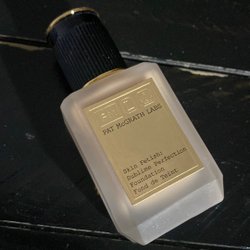 PAT McGRATH LABS
Skin Fetish:
Sublime Perfection
Foundation
Fond de Teint